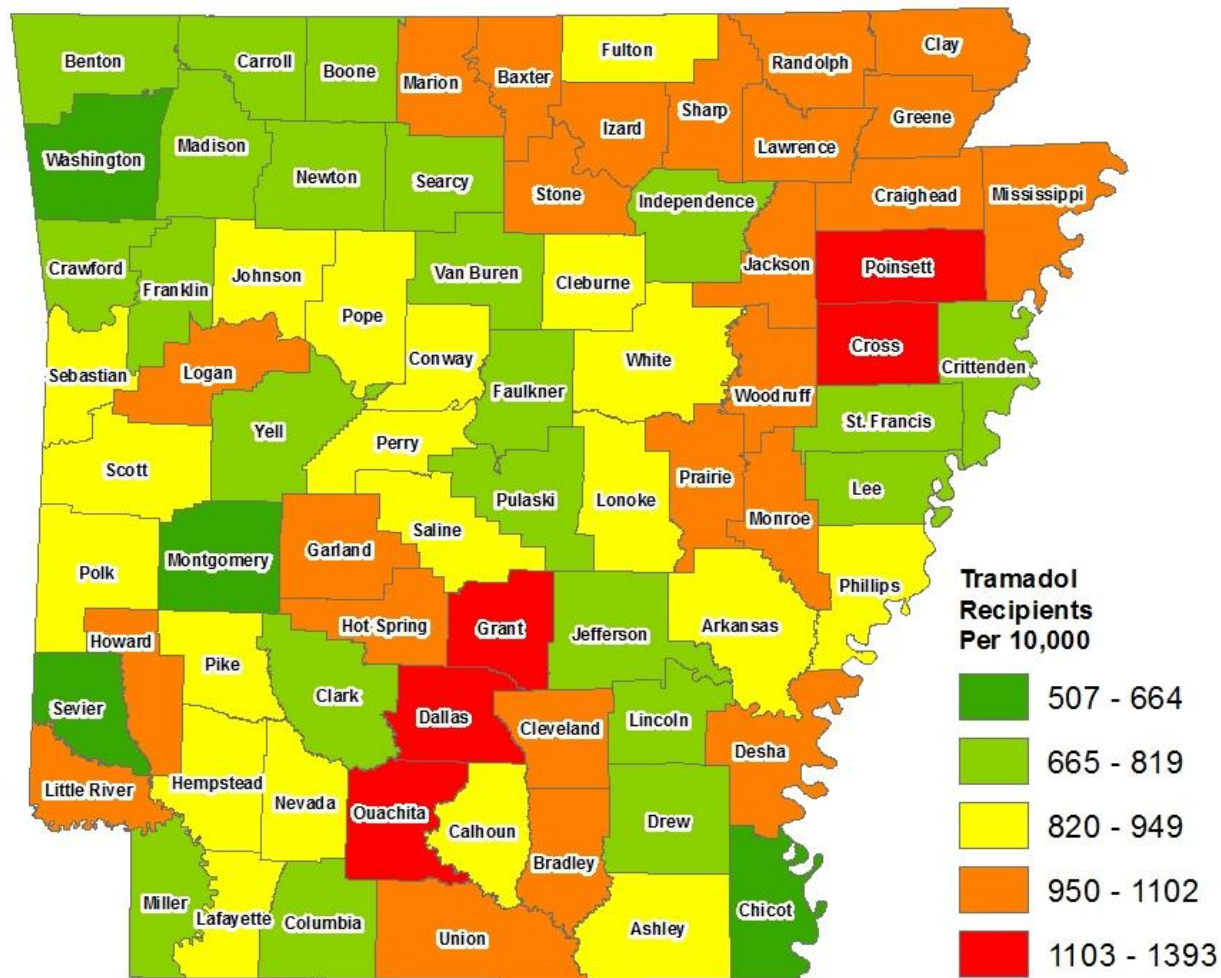 Benton
Carroll
Boone
Marion
Baxter
Fulton
Randolph
Clay
Sharp
Izard
Greene
Lawrence
Washington
Madison
Newton
Searcy
Stone
Independence
Craighead
Mississippi
Crawford
Franklin
Johnson
Pope
Van Buren
Cleburne
Jackson
Poinsett
Sebastian
Logan
Conway
Faulkner
White
Woodruff
Cross
Crittenden
Yell
Perry
St. Francis
Scott
Pulaski
Lonoke
Prairie
Lee
Monroe
Saline
Garland
Montgomery
Polk
Phillips
Howard
Hot Spring
Grant
Jefferson
Arkansas
Pike
Clark
Sevier
Dallas
Cleveland
Lincoln
Desha
Little River
Hempstead
Nevada
Ouachita
Calhoun
Bradley
Drew
Miller
Lafayette
Columbia
Union
Ashley
Chicot
Tramadol
Recipients
Per 10,000
507 - 664
665 - 819
820 - 949
950 - 1102
1103 - 1393